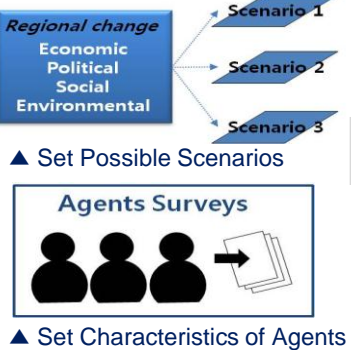 Regional change
Economic
Political
Social
Environmental
Scenario 1
Scenario 2
Scenario 3
▲ Set Possible Scenarios
Agents Surveys
▲ Set Characteristics of Agents